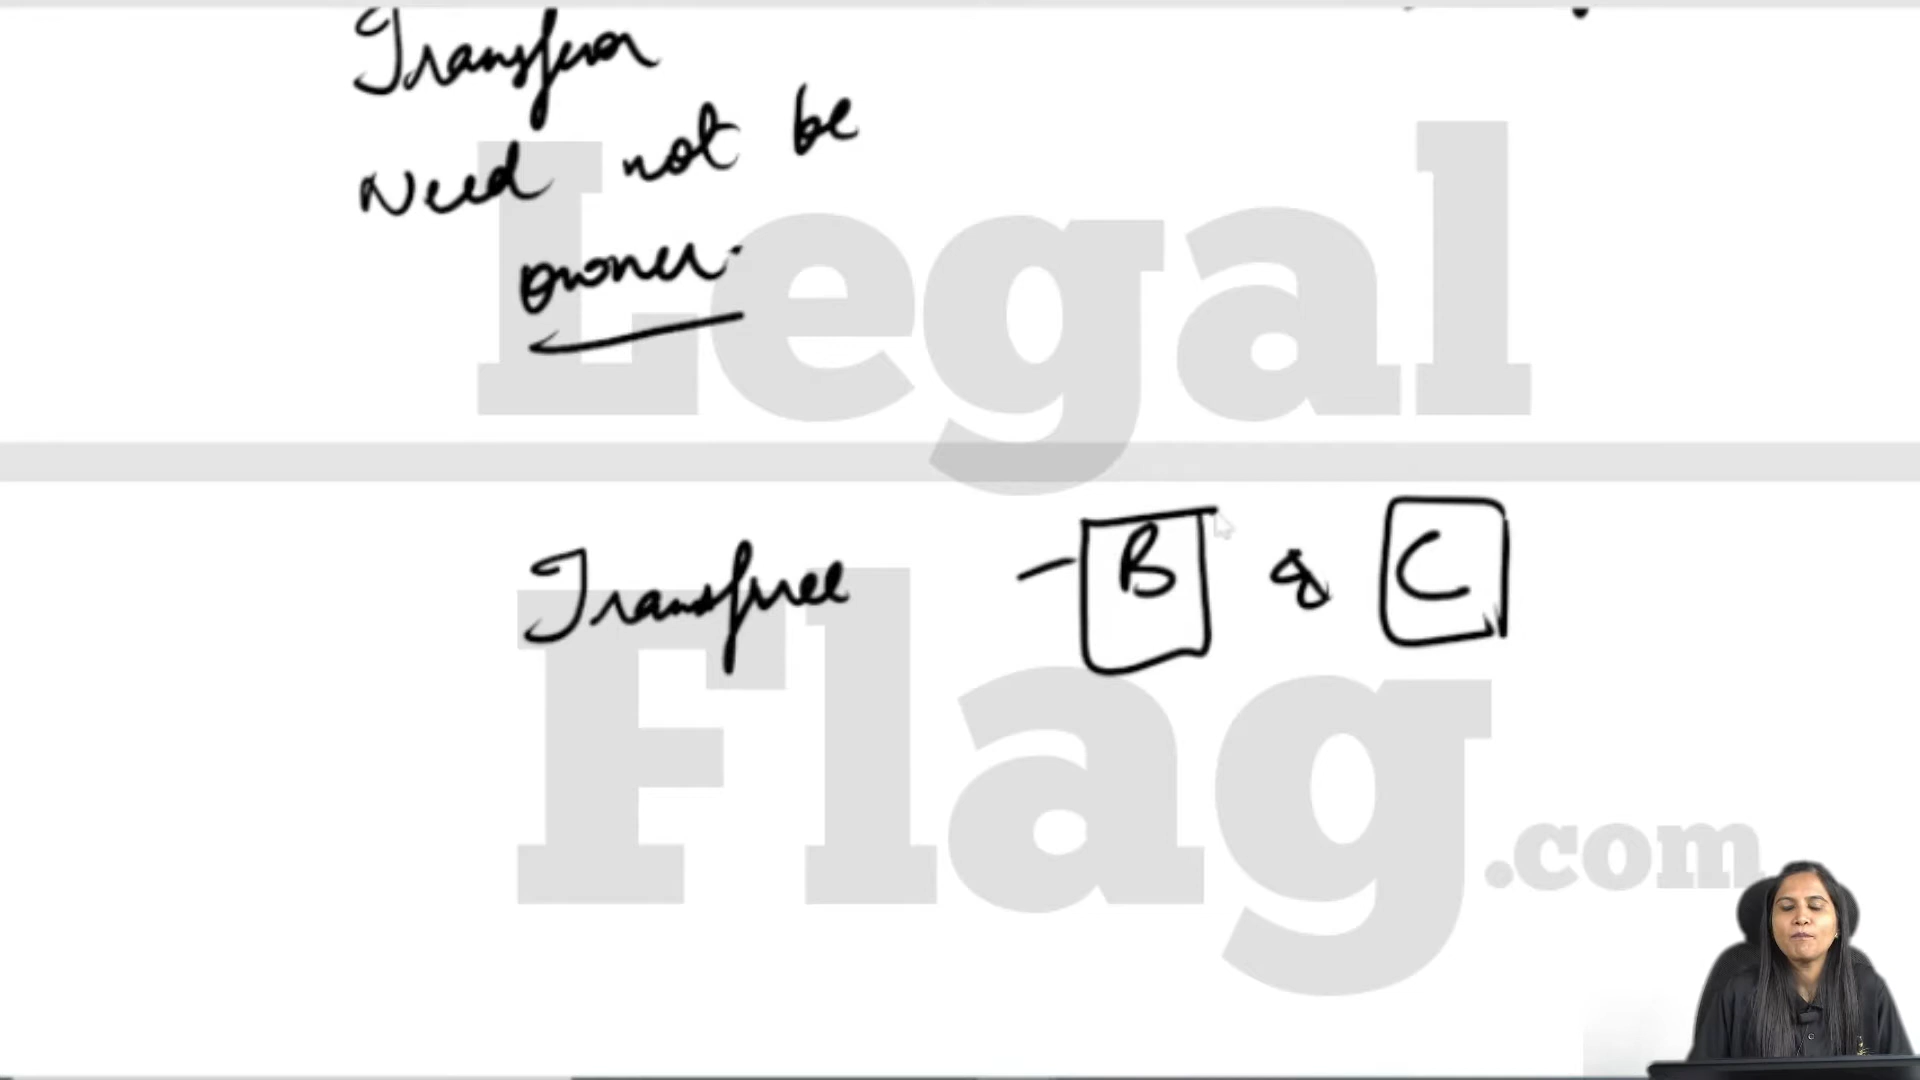 Transferor
Need not be
owner.
Transferee - B & C
Legal
Flag.com